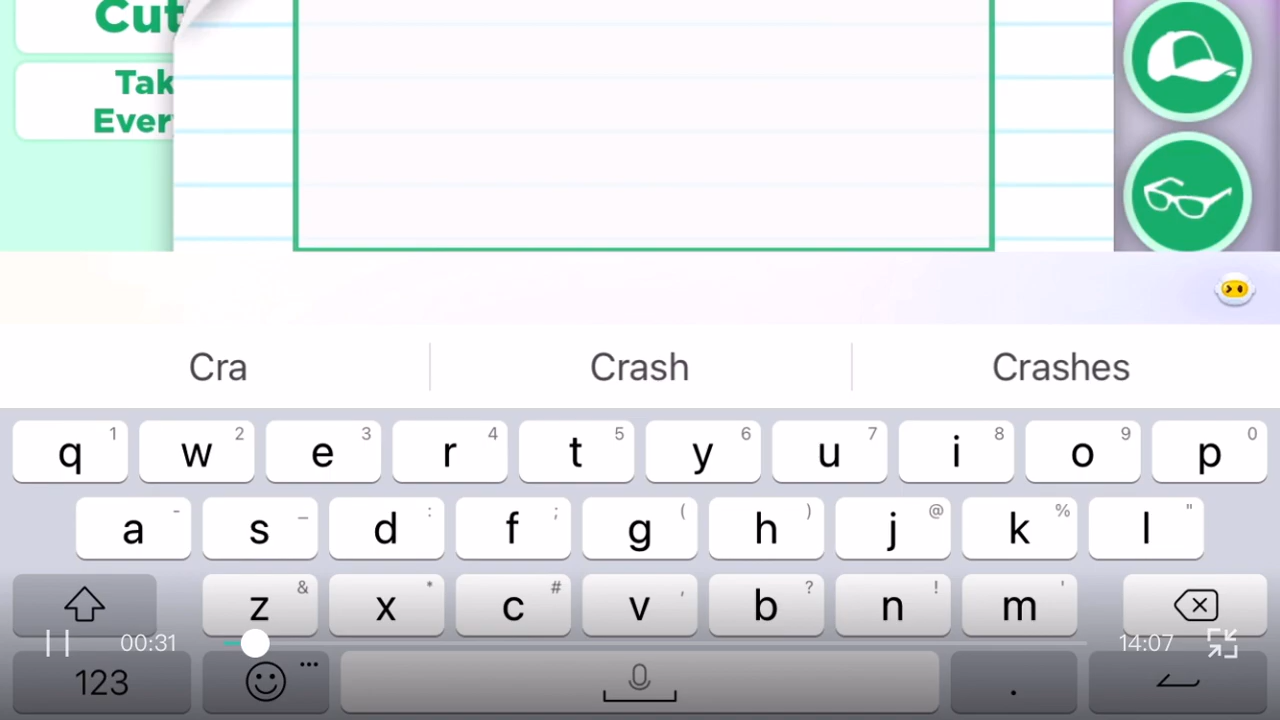 Cut
Tak
Ever
Cra Crash Crashes
q 1 w 2 e 3 r 4 t 5 y 6 u 7 i 8 o 9 p 0
a - s _ d : f ; g ( h ) j @ k % l "
z & x * c # v , b ? n ! m '
00:31 14:07
123 ... .